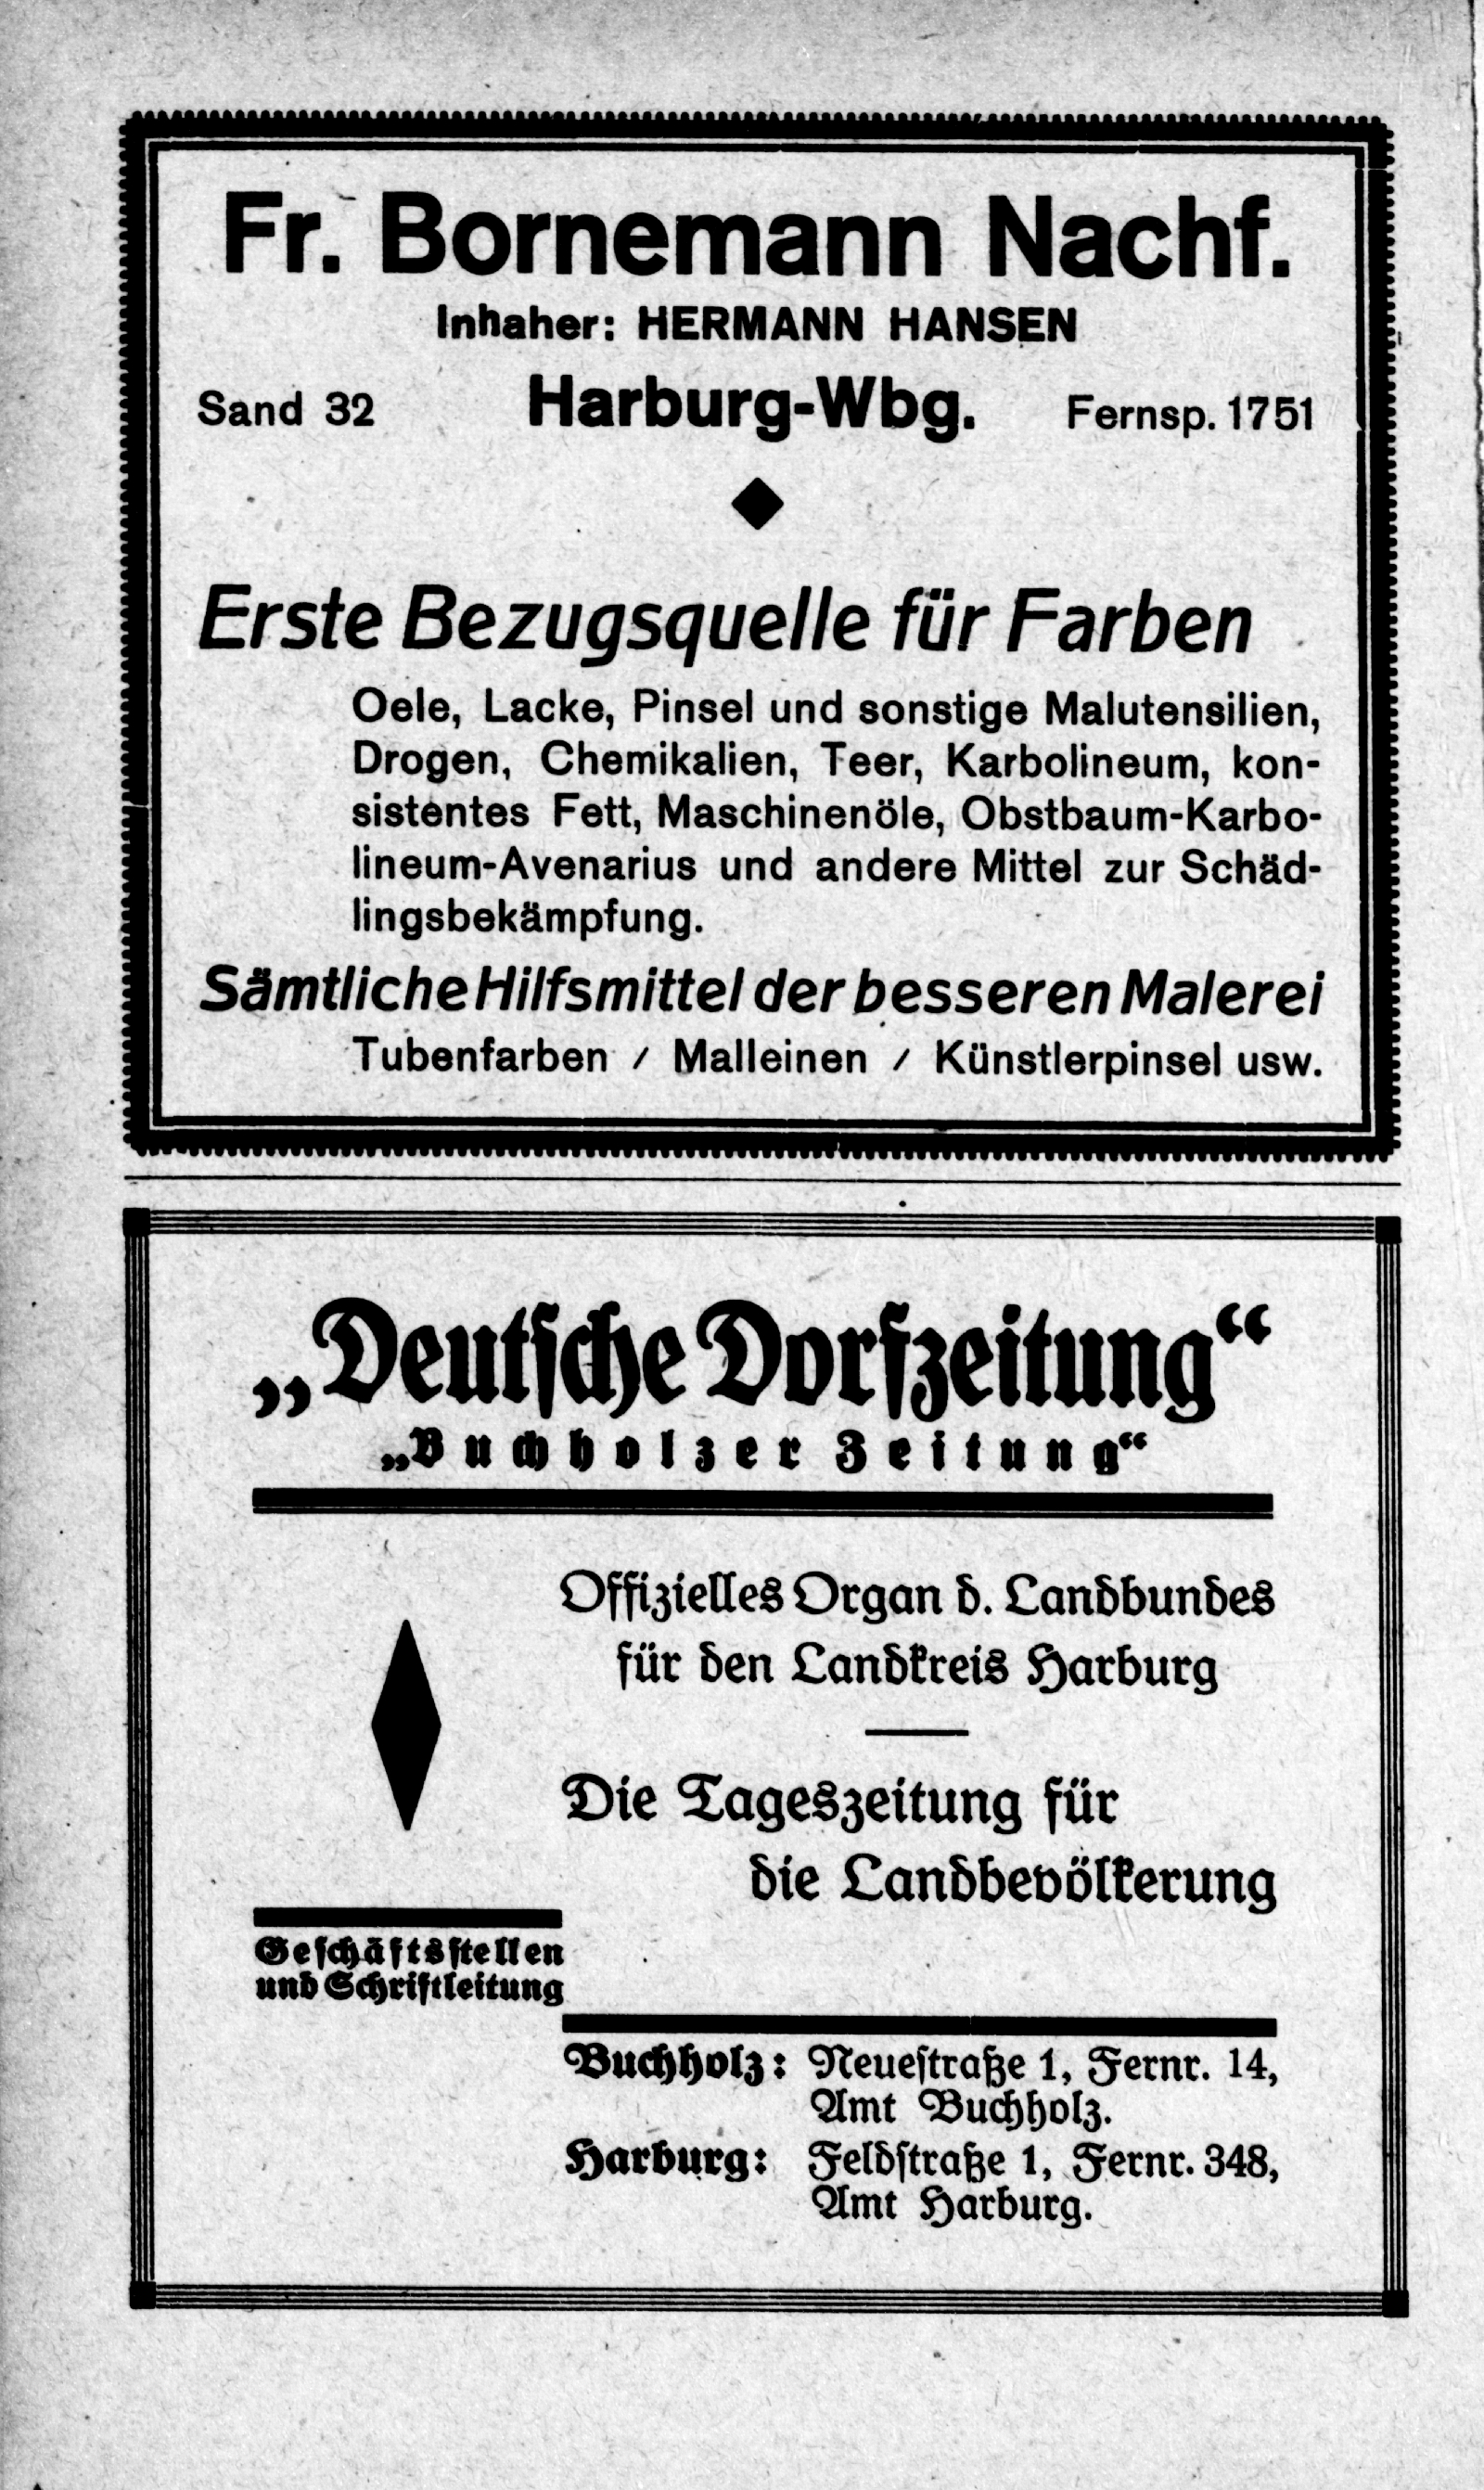 Fr. Bornemann Nachf.
Inhaher: HERMANN HANSEN
Sand 32 Harburg-Wbg. Fernsp. 1751
Erste Bezugsquelle für Farben
Oele, Lacke, Pinsel und sonstige Malutensilien,
Drogen, Chemikalien, Teer, Karbolineum, kon-
sistentes Fett, Maschinenöle, Obstbaum-Karbo-
lineum-Avenarius und andere Mittel zur Schäd-
lingsbekämpfung.
Sämtliche Hilfsmittel der besseren Malerei
Tubenfarben / Malleinen / Künstlerpinsel usw.
„Deutſche Dorfzeitung“
„Buchholzer Zeitung“
Offizielles Organ d. Landbundes
für den Landkreis Harburg
Die Tageszeitung für
die Landbevölkerung
Geſchäftsſtellen
und Schriftleitung
Buchholz: Neueſtraße 1, Fernr. 14,
Amt Buchholz.
Harburg: Feldſtraße 1, Fernr. 348,
Amt Harburg.